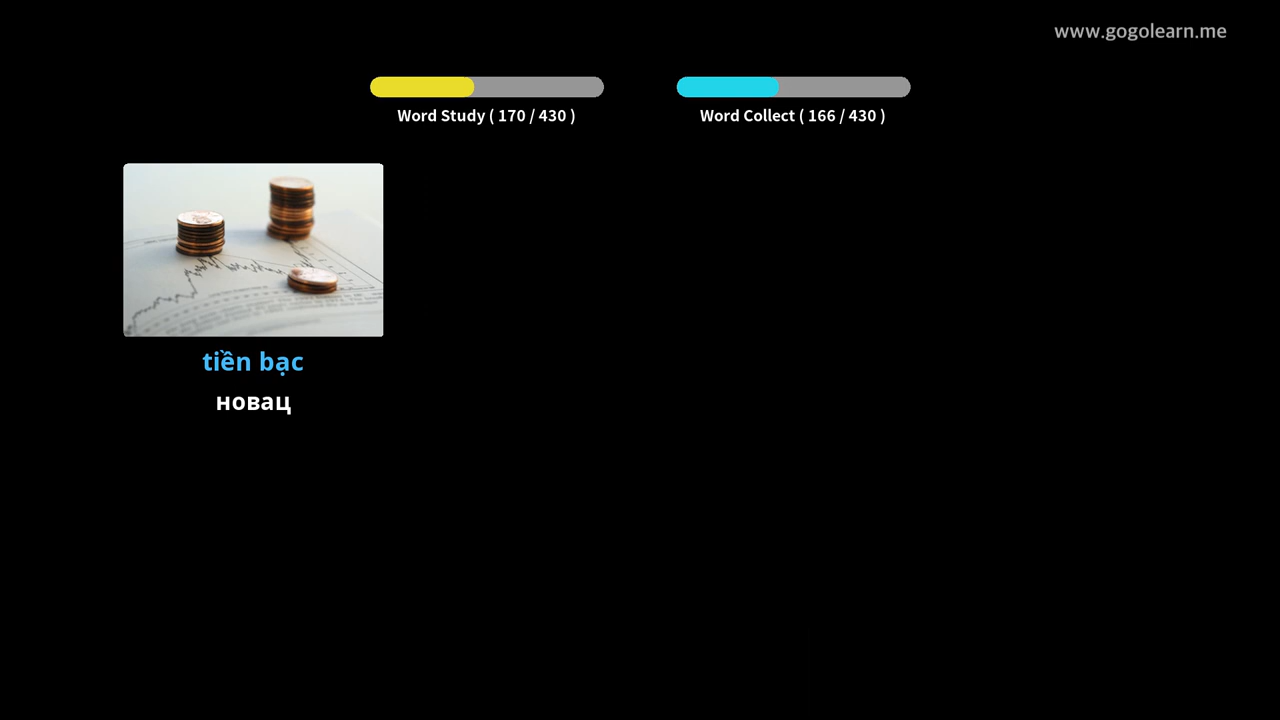 www.gogolearn.me
Word Study ( 170 / 430 )
Word Collect ( 166 / 430 )
tiền bạc
новац